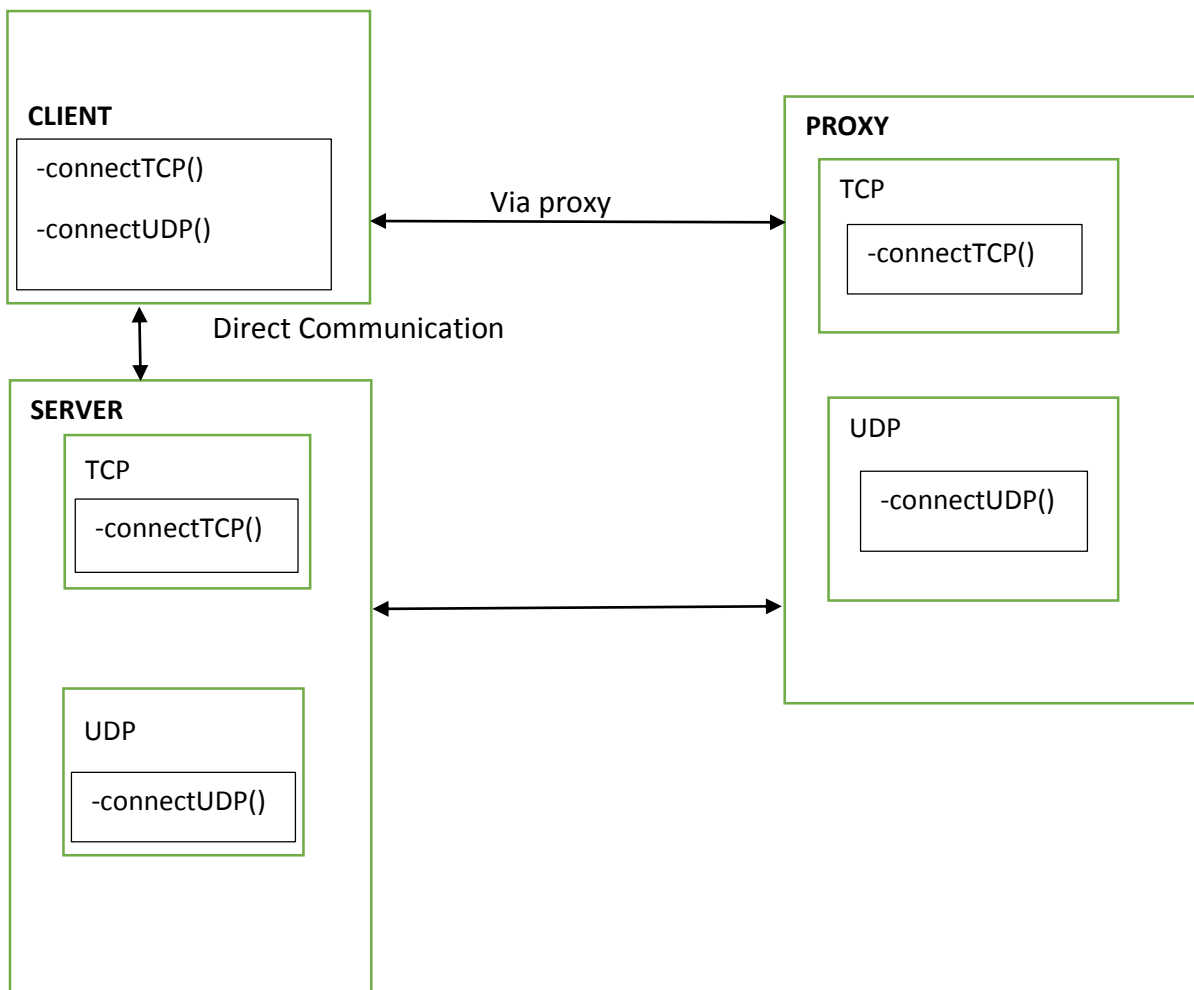 CLIENT
-connectTCP()
-connectUDP()
Via proxy
PROXY
TCP
-connectTCP()
UDP
-connectUDP()
Direct Communication
SERVER
TCP
-connectTCP()
UDP
-connectUDP()